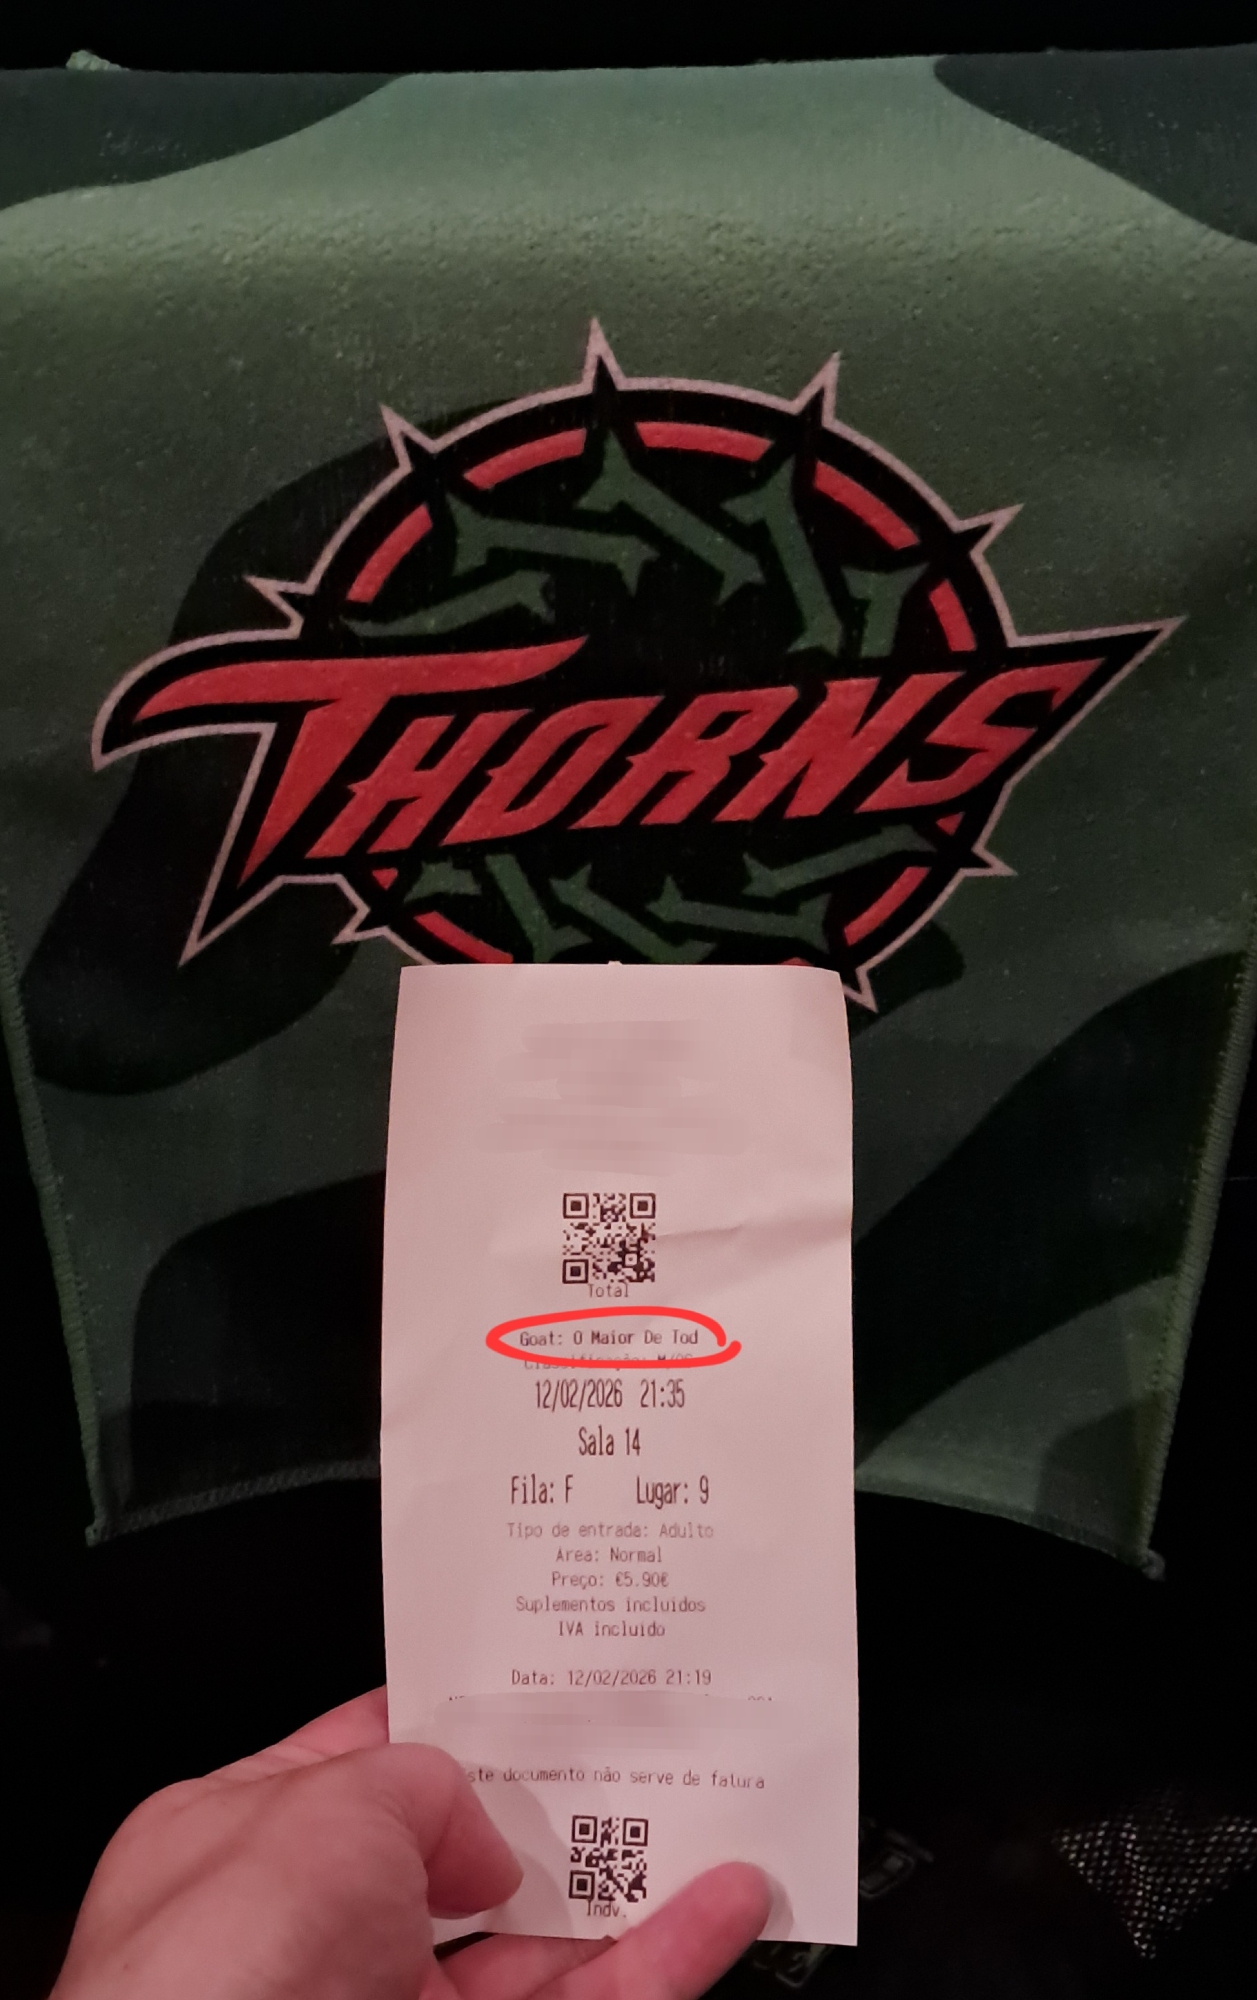 THORNS
Total
Goat: O Maior De Tod
12/02/2026 21:35
Sala 14
Fila: F Lugar: 9
Tipo de entrada: Adulto
Area: Normal
Preço: €5.90€
Suplementos incluidos
IVA incluido
Data: 12/02/2026 21:19
ste documento não serve de fatura
Indv.